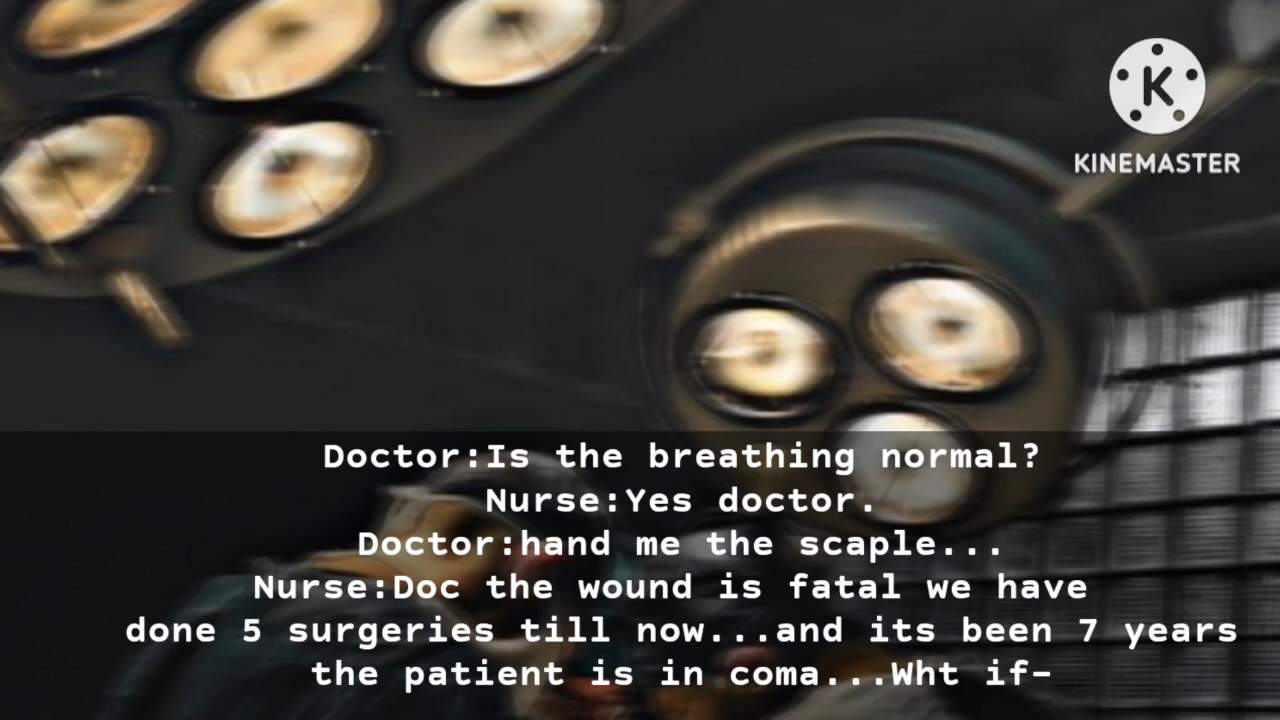 K
KINEMASTER
Doctor:Is the breathing normal?
Nurse:Yes doctor.
Doctor:hand me the scaple...
Nurse:Doc the wound is fatal we have
done 5 surgeries till now...and its been 7 years
the patient is in coma...Wht if-